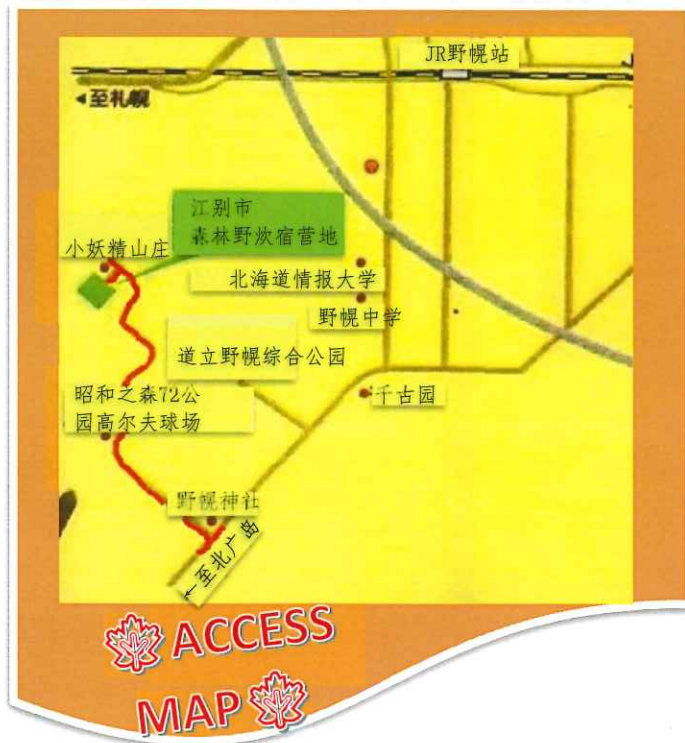 JR野幌站
◀至札幌
江别市
森林野炊宿营地
小妖精山庄
北海道情报大学
野幌中学
道立野幌综合公园
昭和之森72公
园高尔夫球场
千古园
野幌神社
←至北广岛
ACCESS
MAP